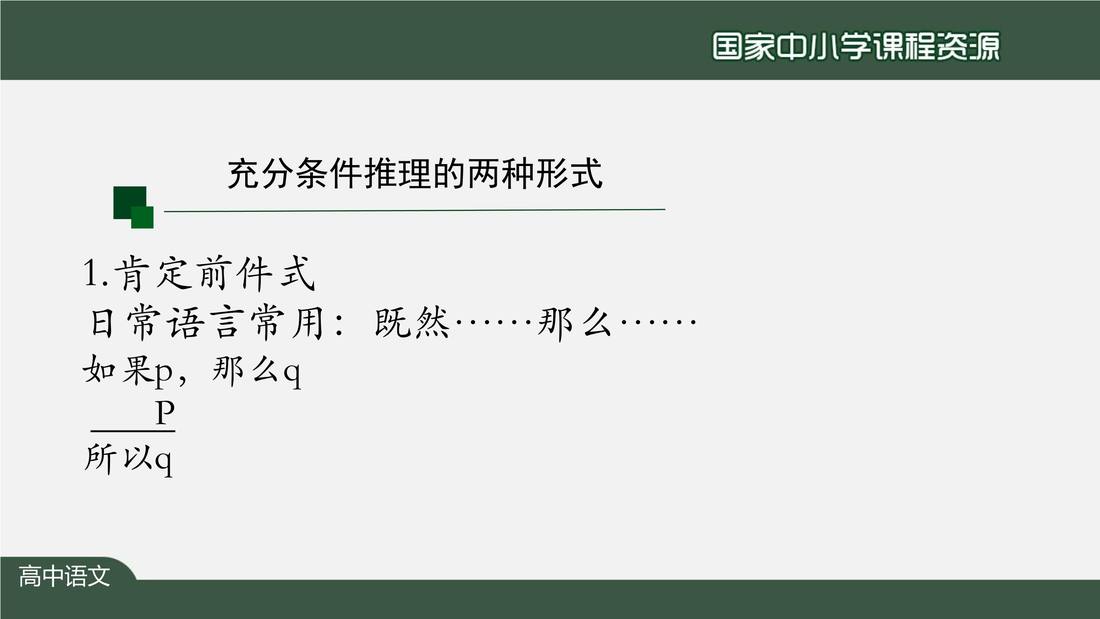 国家中小学课程资源
充分条件推理的两种形式
1.肯定前件式
日常语言常用：既然……那么……
如果p，那么q
P
所以q
高中语文